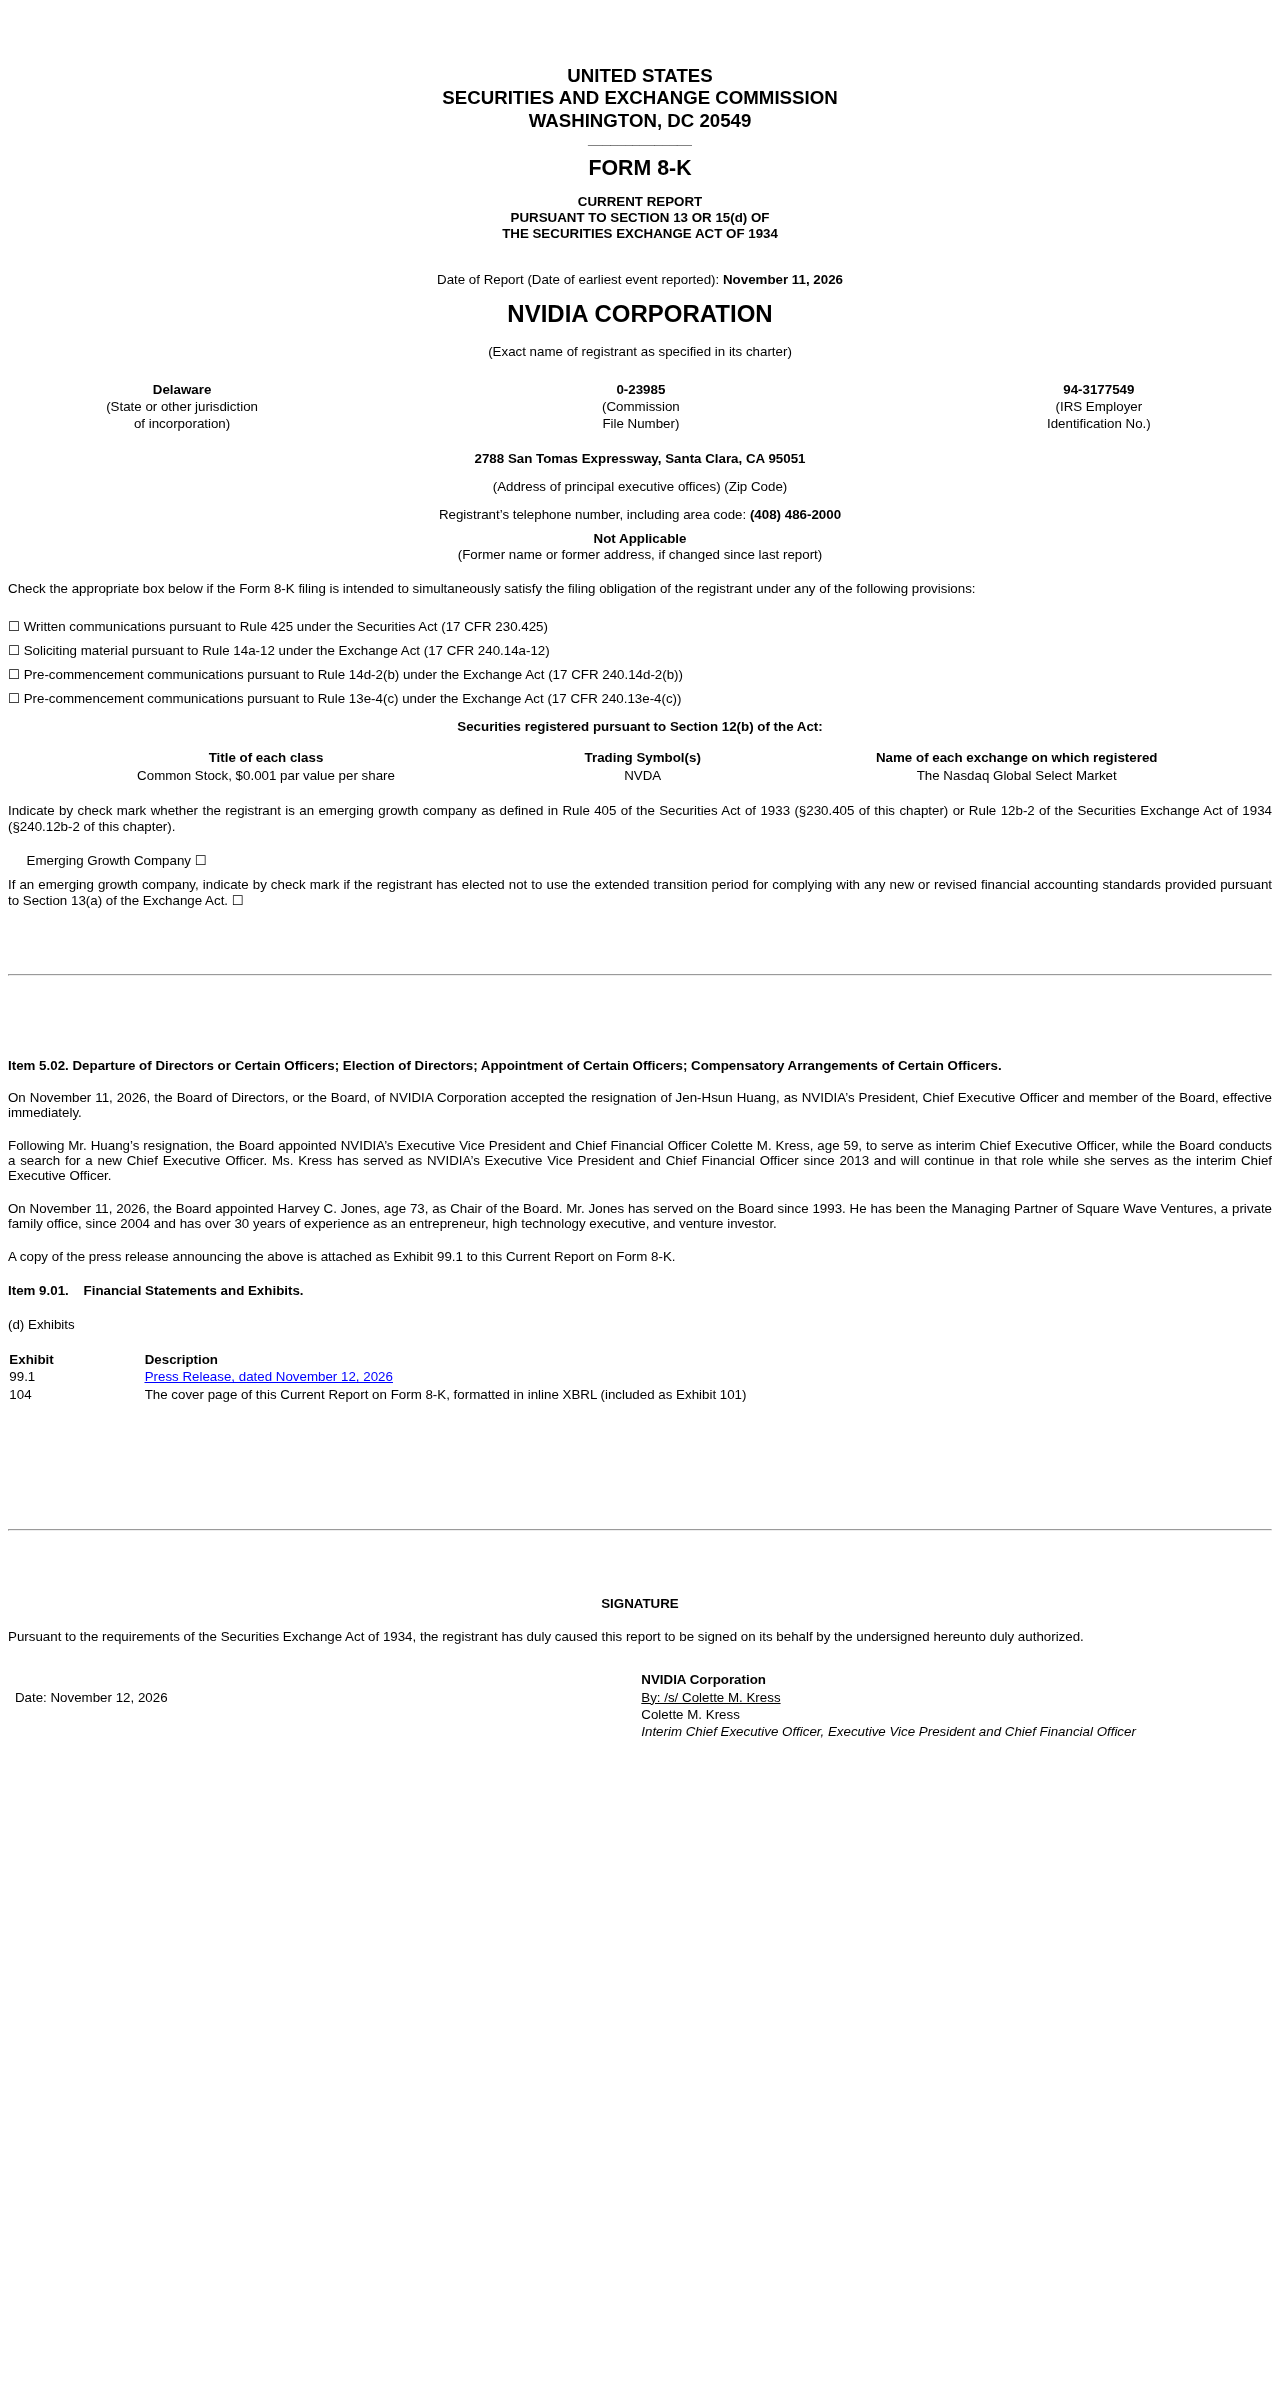 UNITED STATES
SECURITIES AND EXCHANGE COMMISSION
WASHINGTON, DC 20549
FORM 8-K
CURRENT REPORT
PURSUANT TO SECTION 13 OR 15(d) OF
THE SECURITIES EXCHANGE ACT OF 1934
Date of Report (Date of earliest event reported): November 11, 2026
NVIDIA CORPORATION
(Exact name of registrant as specified in its charter)
Delaware 0-23985 94-3177549
(State or other jurisdiction (Commission (IRS Employer
of incorporation) File Number) Identification No.)
2788 San Tomas Expressway, Santa Clara, CA 95051
(Address of principal executive offices) (Zip Code)
Registrant’s telephone number, including area code: (408) 486-2000
Not Applicable
(Former name or former address, if changed since last report)
Check the appropriate box below if the Form 8-K filing is intended to simultaneously satisfy the filing obligation of the registrant under any of the following provisions:
☐ Written communications pursuant to Rule 425 under the Securities Act (17 CFR 230.425)
☐ Soliciting material pursuant to Rule 14a-12 under the Exchange Act (17 CFR 240.14a-12)
☐ Pre-commencement communications pursuant to Rule 14d-2(b) under the Exchange Act (17 CFR 240.14d-2(b))
☐ Pre-commencement communications pursuant to Rule 13e-4(c) under the Exchange Act (17 CFR 240.13e-4(c))
Securities registered pursuant to Section 12(b) of the Act:
Title of each class Trading Symbol(s) Name of each exchange on which registered
Common Stock, $0.001 par value per share NVDA The Nasdaq Global Select Market
Indicate by check mark whether the registrant is an emerging growth company as defined in Rule 405 of the Securities Act of 1933 (§230.405 of this chapter) or Rule 12b-2 of the Securities Exchange Act of 1934
(§240.12b-2 of this chapter).
Emerging Growth Company ☐
If an emerging growth company, indicate by check mark if the registrant has elected not to use the extended transition period for complying with any new or revised financial accounting standards provided pursuant
to Section 13(a) of the Exchange Act. ☐
Item 5.02. Departure of Directors or Certain Officers; Election of Directors; Appointment of Certain Officers; Compensatory Arrangements of Certain Officers.
On November 11, 2026, the Board of Directors, or the Board, of NVIDIA Corporation accepted the resignation of Jen-Hsun Huang, as NVIDIA’s President, Chief Executive Officer and member of the Board, effective
immediately.
Following Mr. Huang’s resignation, the Board appointed NVIDIA’s Executive Vice President and Chief Financial Officer Colette M. Kress, age 59, to serve as interim Chief Executive Officer, while the Board conducts
a search for a new Chief Executive Officer. Ms. Kress has served as NVIDIA’s Executive Vice President and Chief Financial Officer since 2013 and will continue in that role while she serves as the interim Chief
Executive Officer.
On November 11, 2026, the Board appointed Harvey C. Jones, age 73, as Chair of the Board. Mr. Jones has served on the Board since 1993. He has been the Managing Partner of Square Wave Ventures, a private
family office, since 2004 and has over 30 years of experience as an entrepreneur, high technology executive, and venture investor.
A copy of the press release announcing the above is attached as Exhibit 99.1 to this Current Report on Form 8-K.
Item 9.01. Financial Statements and Exhibits.
(d) Exhibits
Exhibit Description
99.1 Press Release, dated November 12, 2026
104 The cover page of this Current Report on Form 8-K, formatted in inline XBRL (included as Exhibit 101)
SIGNATURE
Pursuant to the requirements of the Securities Exchange Act of 1934, the registrant has duly caused this report to be signed on its behalf by the undersigned hereunto duly authorized.
NVIDIA Corporation
Date: November 12, 2026 By: /s/ Colette M. Kress
Colette M. Kress
Interim Chief Executive Officer, Executive Vice President and Chief Financial Officer